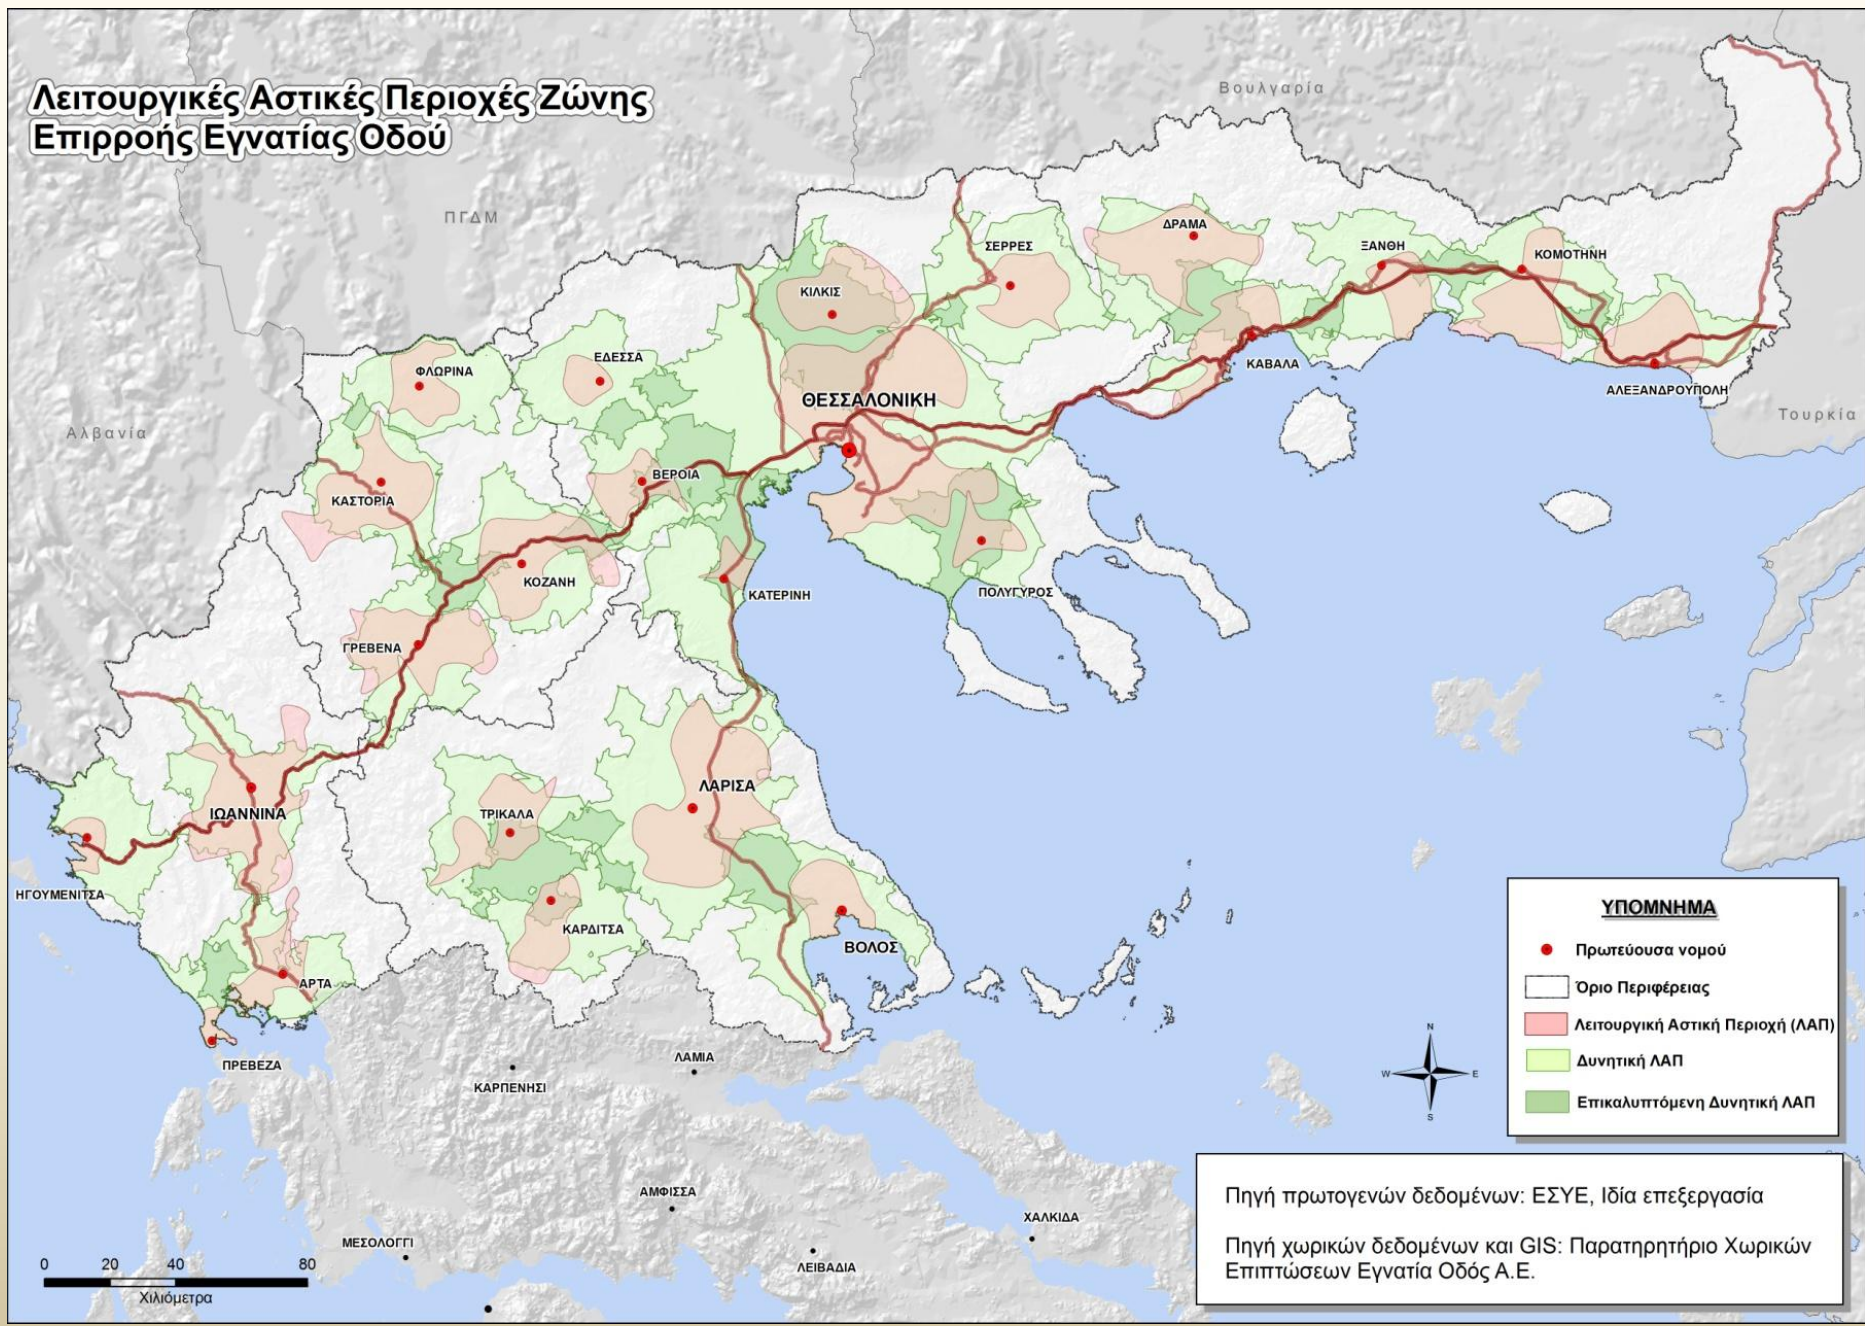 Λειτουργικές Αστικές Περιοχές Ζώνης
Επιρροής Εγνατίας Οδού
Βουλγαρία
ΠΓΔΜ
Αλβανία
Τουρκία
ΔΡΑΜΑ
ΣΕΡΡΕΣ
ΞΑΝΘΗ
ΚΟΜΟΤΗΝΗ
ΚΙΛΚΙΣ
ΕΔΕΣΣΑ
ΦΛΩΡΙΝΑ
ΚΑΒΑΛΑ
ΑΛΕΞΑΝΔΡΟΥΠΟΛΗ
ΘΕΣΣΑΛΟΝΙΚΗ
ΒΕΡΟΙΑ
ΚΑΣΤΟΡΙΑ
ΚΟΖΑΝΗ
ΚΑΤΕΡΙΝΗ
ΠΟΛΥΓΥΡΟΣ
ΓΡΕΒΕΝΑ
ΛΑΡΙΣΑ
ΙΩΑΝΝΙΝΑ
ΤΡΙΚΑΛΑ
ΗΓΟΥΜΕΝΙΤΣΑ
ΚΑΡΔΙΤΣΑ
ΒΟΛΟΣ
ΑΡΤΑ
ΠΡΕΒΕΖΑ
ΛΑΜΙΑ
ΚΑΡΠΕΝΗΣΙ
ΑΜΦΙΣΣΑ
ΧΑΛΚΙΔΑ
ΜΕΣΟΛΟΓΓΙ
ΛΕΙΒΑΔΙΑ
ΥΠΟΜΝΗΜΑ
Πρωτεύουσα νομού
Όριο Περιφέρειας
Λειτουργική Αστική Περιοχή (ΛΑΠ)
Δυνητική ΛΑΠ
Επικαλυπτόμενη Δυνητική ΛΑΠ
N
W E
S
Πηγή πρωτογενών δεδομένων: ΕΣΥΕ, Ιδία επεξεργασία
Πηγή χωρικών δεδομένων και GIS: Παρατηρητήριο Χωρικών
Επιπτώσεων Εγνατία Οδός Α.Ε.
0 20 40 80
Χιλιόμετρα